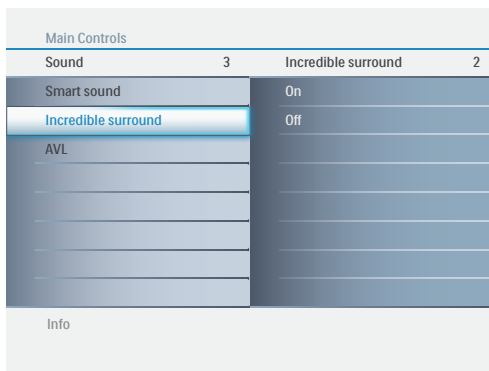 Main Controls
Sound 3 Incredible surround 2
Smart sound On
Incredible surround Off
AVL
Info